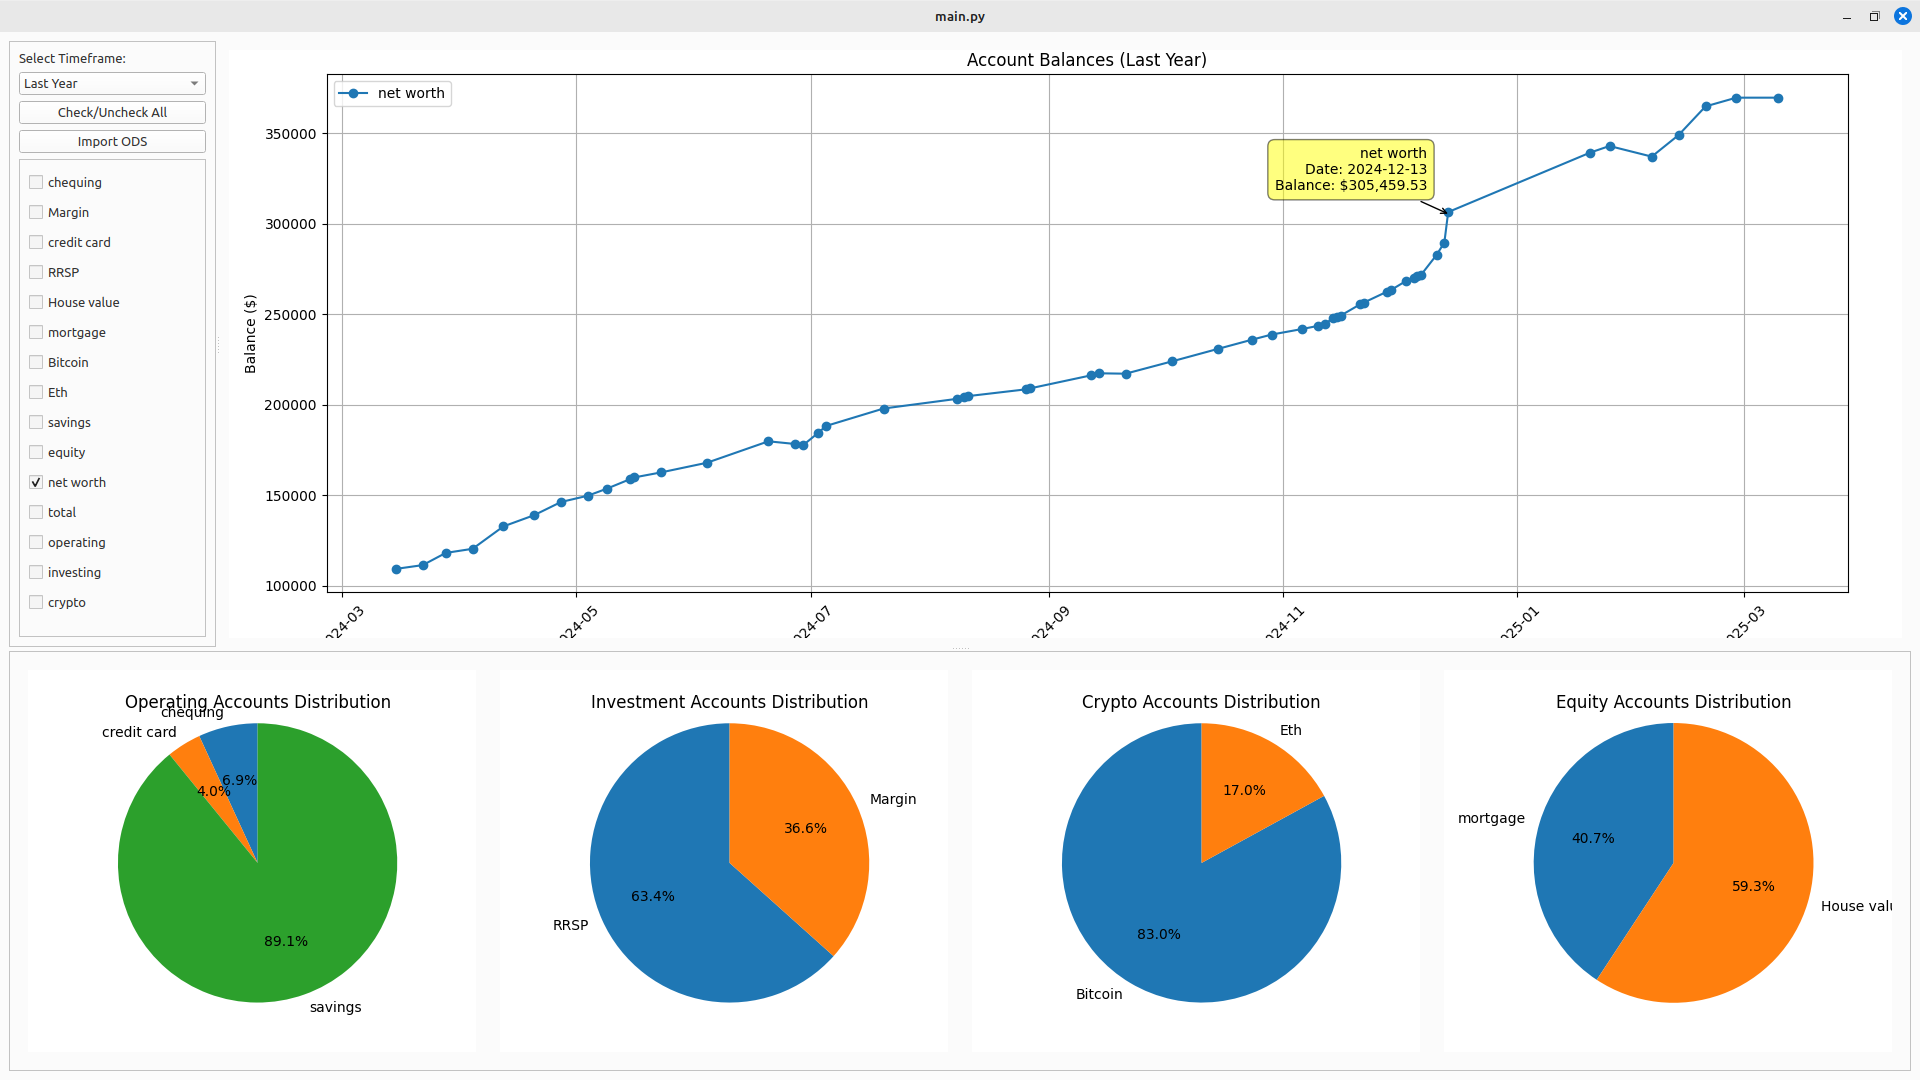 main.py
Select Timeframe:
Last Year
Check/Uncheck All
Import ODS
chequing
Margin
credit card
RRSP
House value
mortgage
Bitcoin
Eth
savings
equity
net worth
total
operating
investing
crypto
Account Balances (Last Year)
net worth
Balance ($)
350000
300000
250000
200000
150000
100000
net worth
Date: 2024-12-13
Balance: $305,459.53
024-03
024-05
024-07
024-09
024-11
025-01
025-03
Operating Accounts Distribution
chequing
credit card
6.9%
4.0%
89.1%
savings
Investment Accounts Distribution
Margin
36.6%
63.4%
RRSP
Crypto Accounts Distribution
Eth
17.0%
83.0%
Bitcoin
Equity Accounts Distribution
mortgage
40.7%
59.3%
House valu